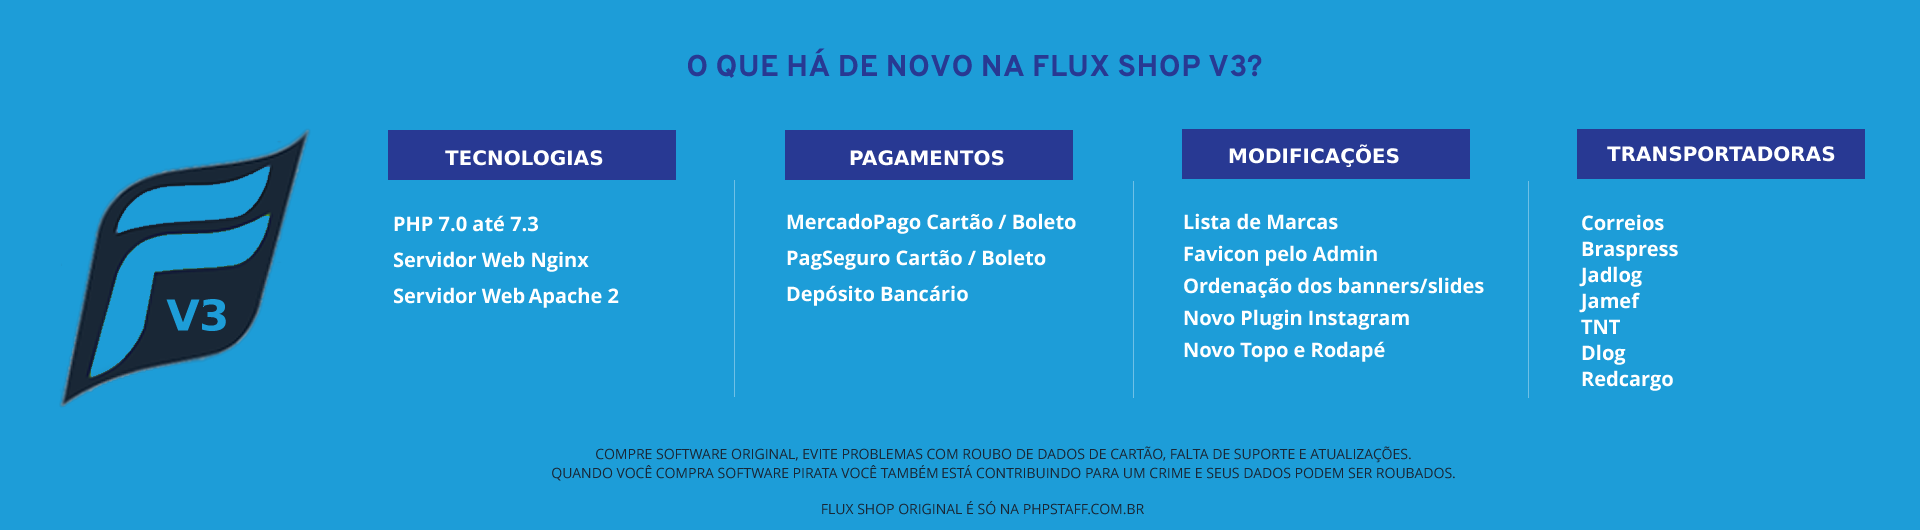 O QUE HÁ DE NOVO NA FLUX SHOP V3?
V3
TECNOLOGIAS
PHP 7.0 até 7.3
Servidor Web Nginx
Servidor Web Apache 2
PAGAMENTOS
MercadoPago Cartão / Boleto
PagSeguro Cartão / Boleto
Depósito Bancário
MODIFICAÇÕES
Lista de Marcas
Favicon pelo Admin
Ordenação dos banners/slides
Novo Plugin Instagram
Novo Topo e Rodapé
TRANSPORTADORAS
Correios
Braspress
Jadlog
Jamef
TNT
Dlog
Redcargo
COMPRE SOFTWARE ORIGINAL, EVITE PROBLEMAS COM ROUBO DE DADOS DE CARTÃO, FALTA DE SUPORTE E ATUALIZAÇÕES.
QUANDO VOCÊ COMPRA SOFTWARE PIRATA VOCÊ TAMBÉM ESTÁ CONTRIBUINDO PARA UM CRIME E SEUS DADOS PODEM SER ROUBADOS.
FLUX SHOP ORIGINAL É SÓ NA PHPSTAFF.COM.BR